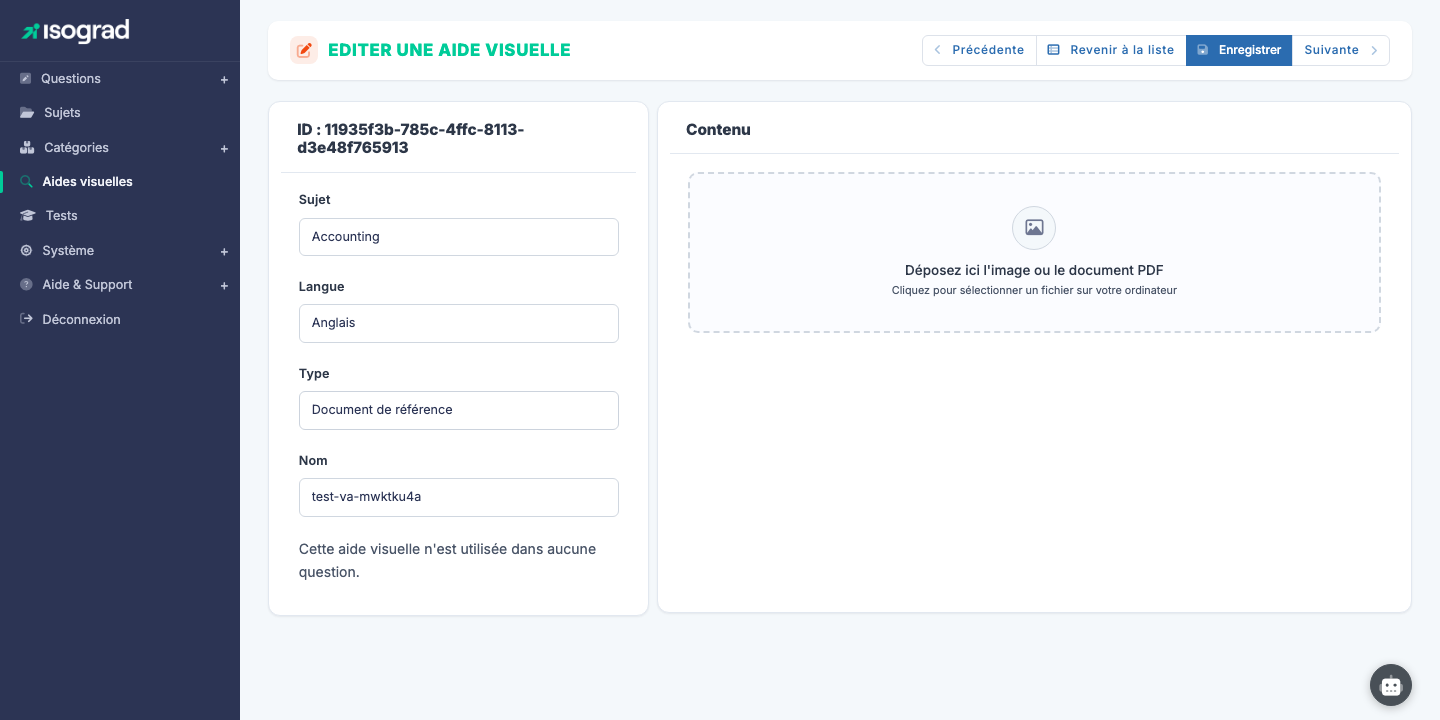 isograd
Questions +
Sujets
Catégories +
Aides visuelles
Tests
Système +
Aide & Support +
Déconnexion
EDITER UNE AIDE VISUELLE
Précédente
Revenir à la liste
Enregistrer
Suivante
ID : 11935f3b-785c-4ffc-8113-
d3e48f765913
Sujet
Accounting
Langue
Anglais
Type
Document de référence
Nom
test-va-mwktku4a
Cette aide visuelle n'est utilisée dans aucune
question.
Contenu
Déposez ici l'image ou le document PDF
Cliquez pour sélectionner un fichier sur votre ordinateur